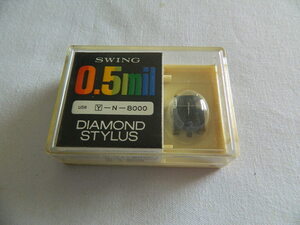 SWING
0.5mil
USE Y-N-8000
DIAMOND
STYLUS